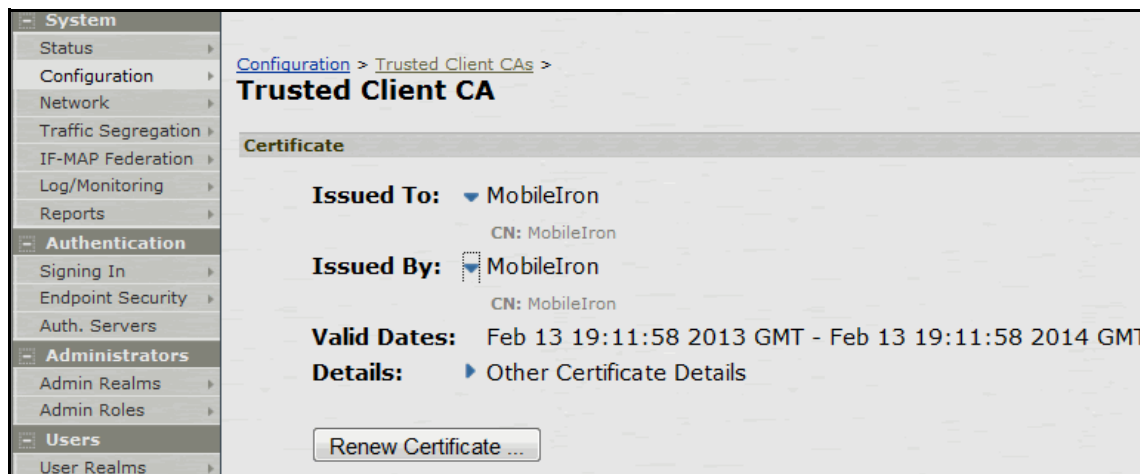 System
Status
Configuration
Network
Traffic Segregation
IF-MAP Federation
Log/Monitoring
Reports
Authentication
Signing In
Endpoint Security
Auth. Servers
Administrators
Admin Realms
Admin Roles
Users
User Realms
Configuration > Trusted Client CAs >
Trusted Client CA
Certificate
Issued To: MobileIron
CN: MobileIron
Issued By: MobileIron
CN: MobileIron
Valid Dates: Feb 13 19:11:58 2013 GMT - Feb 13 19:11:58 2014 GMT
Details: Other Certificate Details
Renew Certificate ...